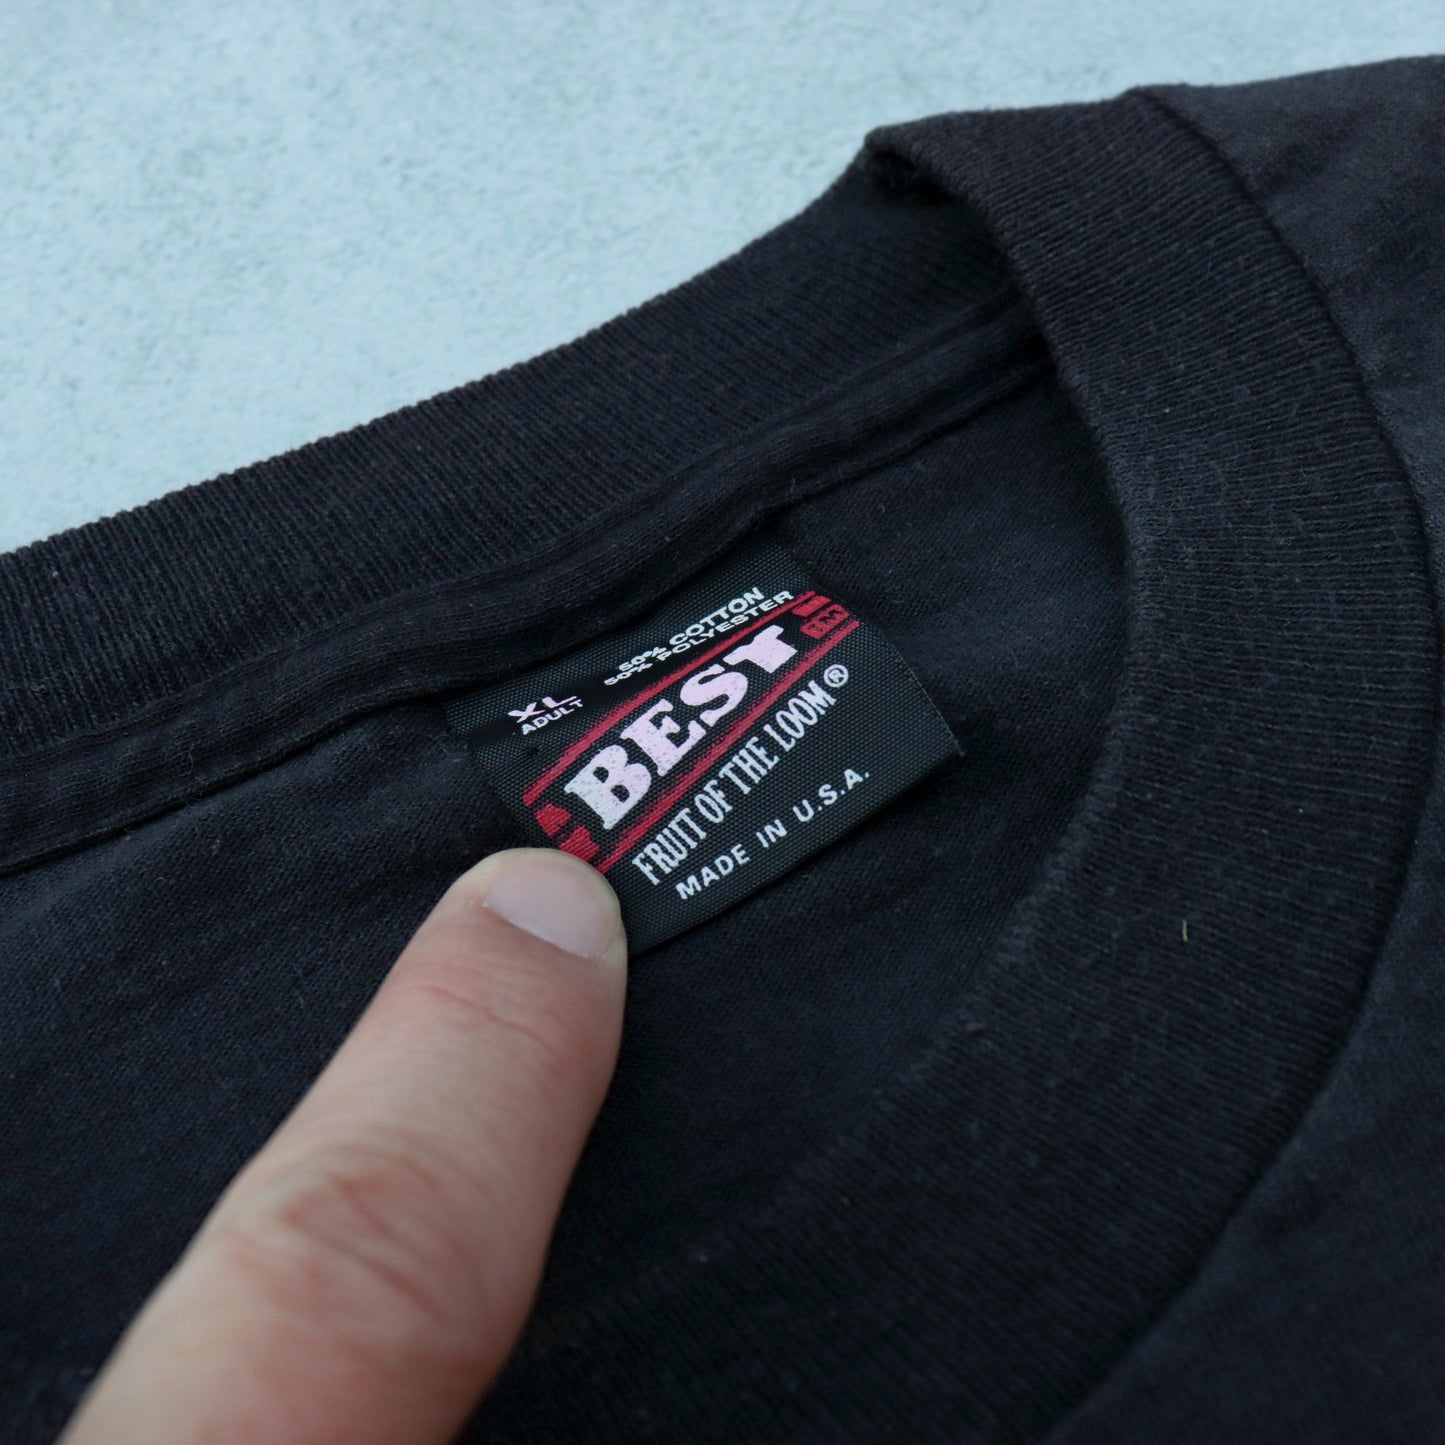 50% COTTON
50% POLYESTER
XL
ADULT
BEST
FRUIT OF THE LOOM®
MADE IN U.S.A.